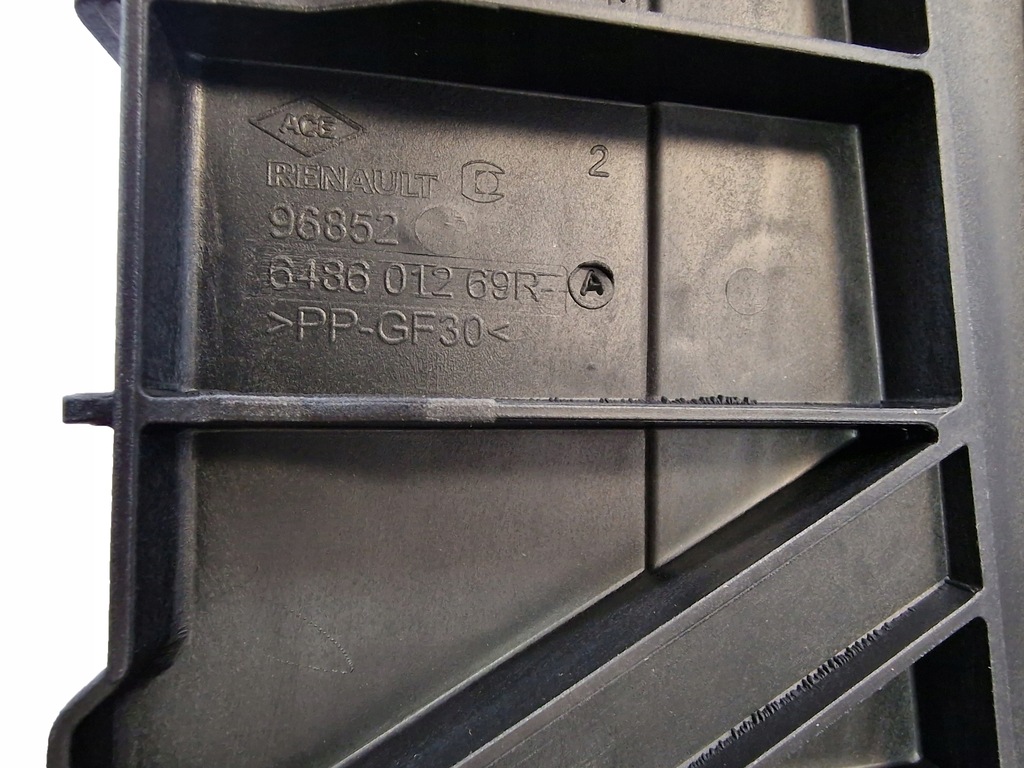 ACE
2
RENAULT
96852
6486 012 69R- A
>PP-GF30<